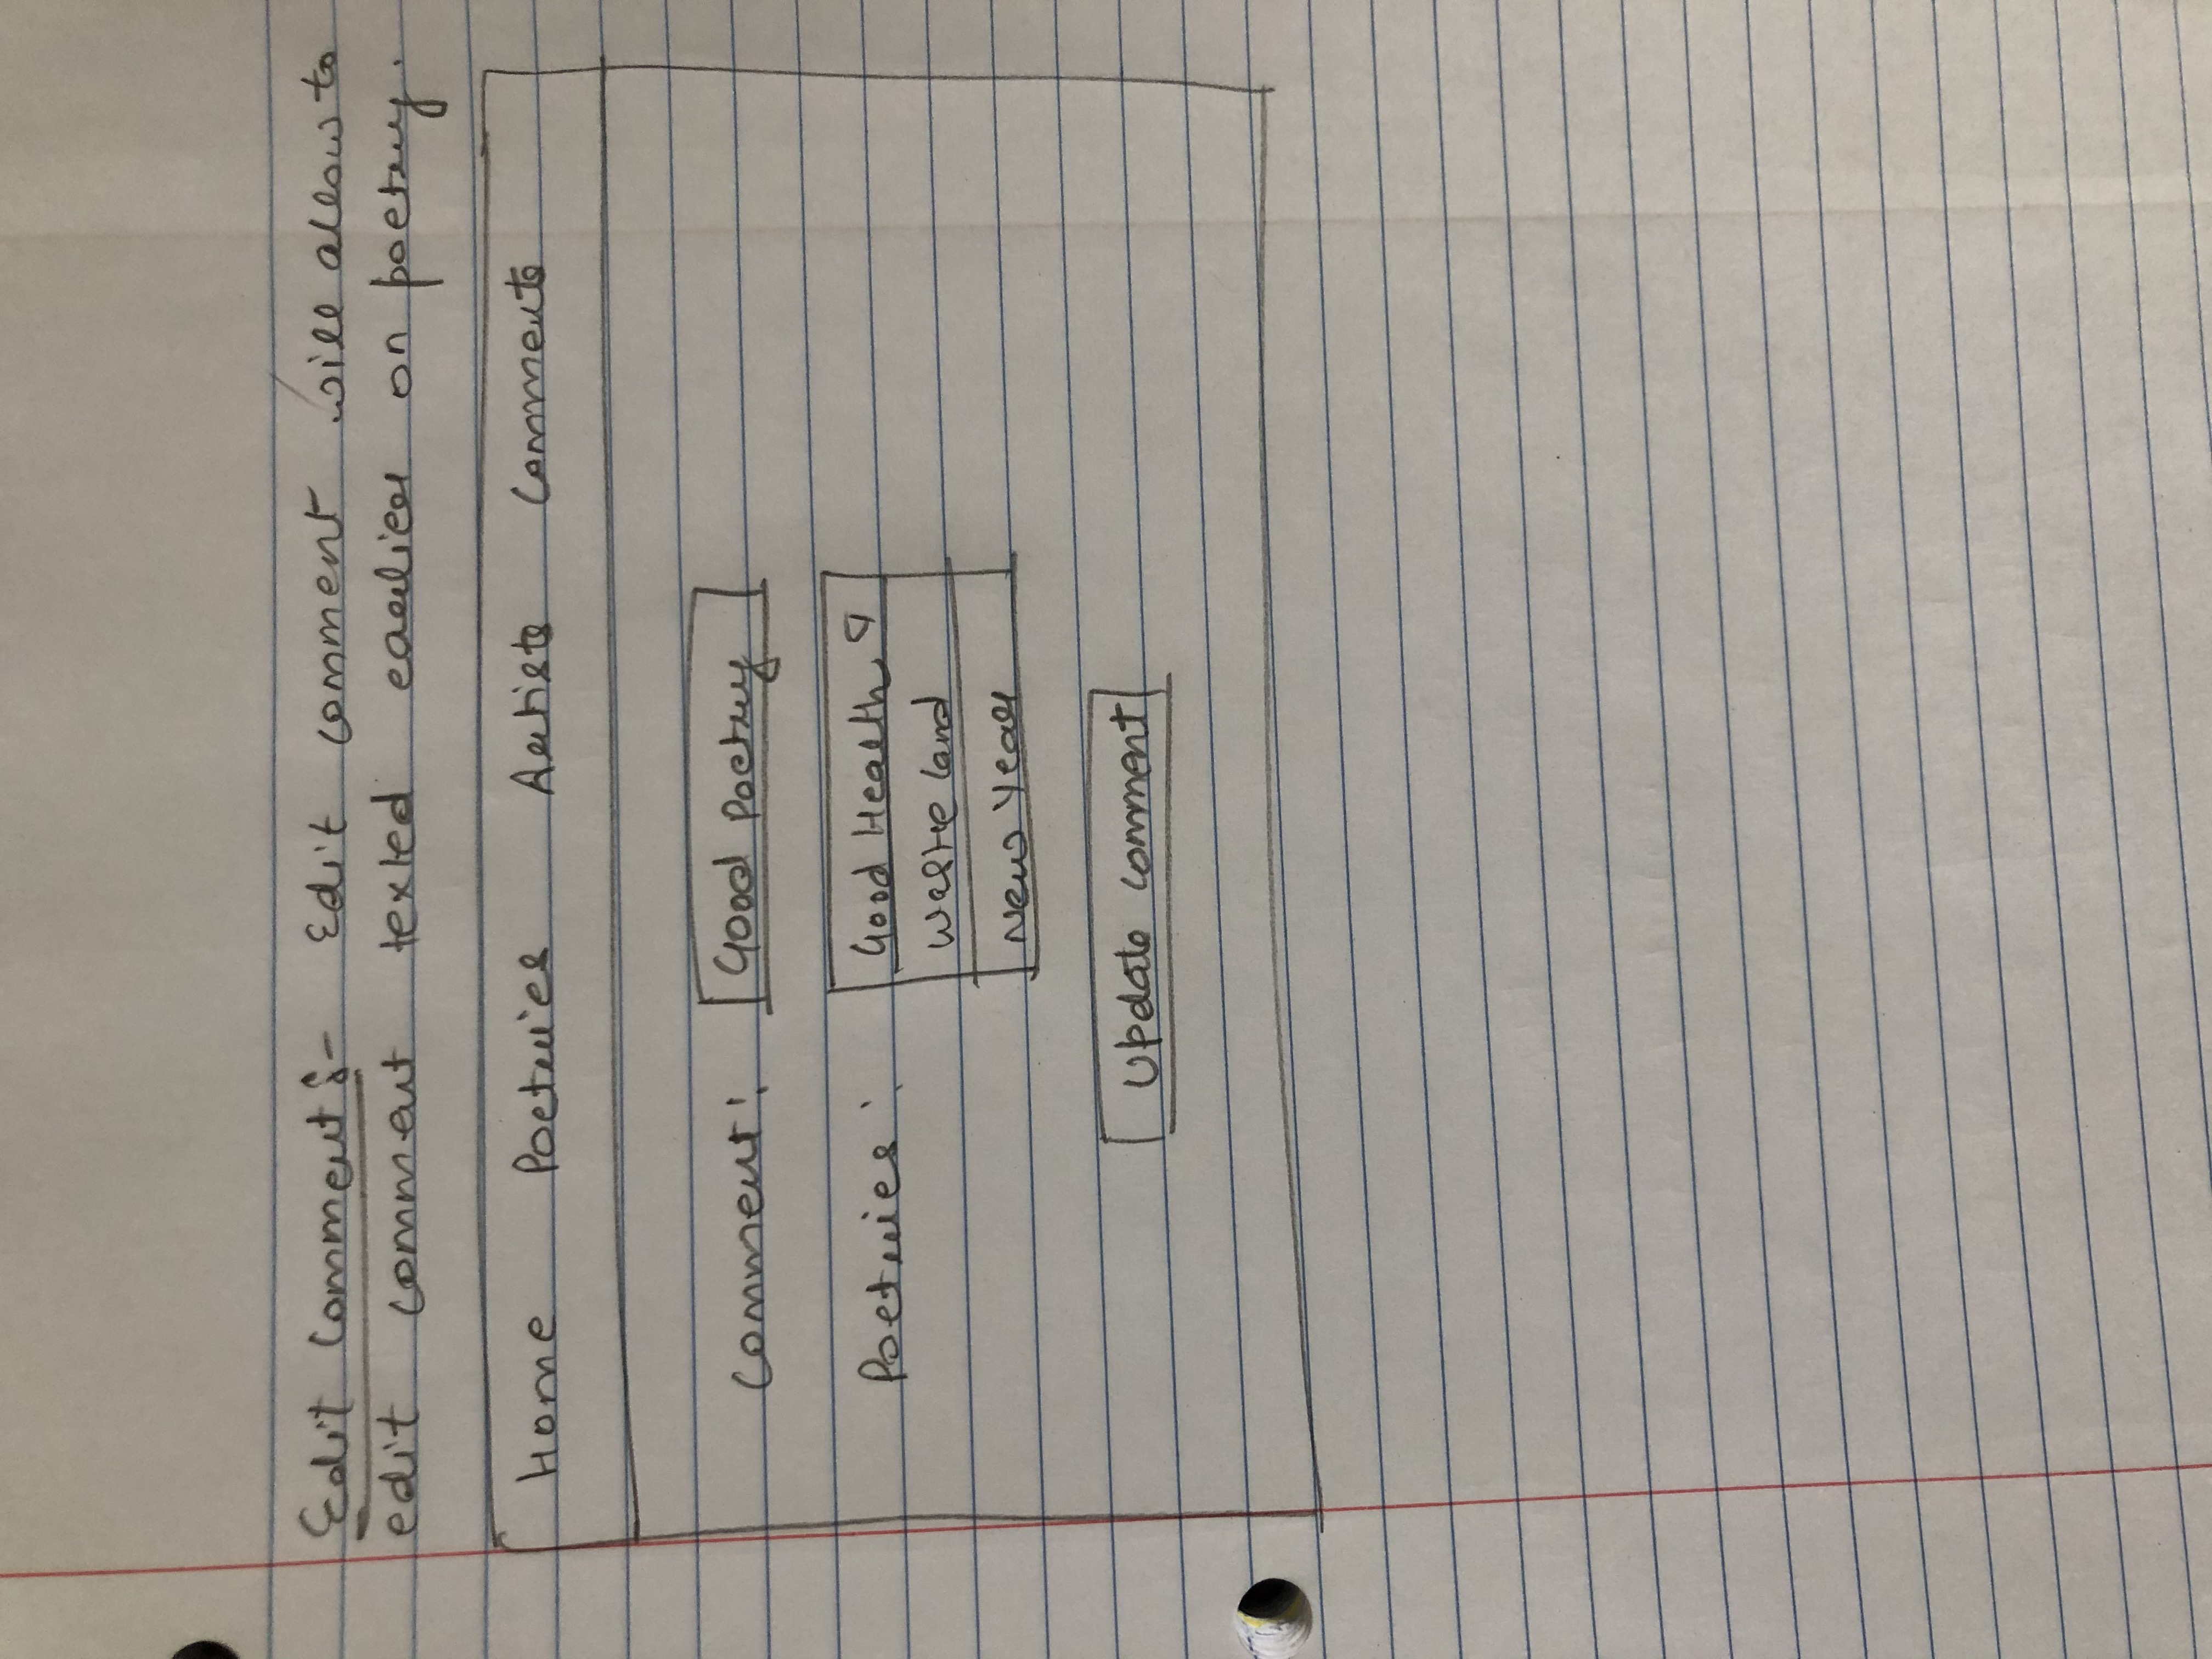 Edit Comment :- Edit comment will allow to
edit comment texted earlier on poetry.
Home Poetries Artists Comments
Comment: Good Poetry
Poetries: Good Health
Waste land
New Year
Update comment